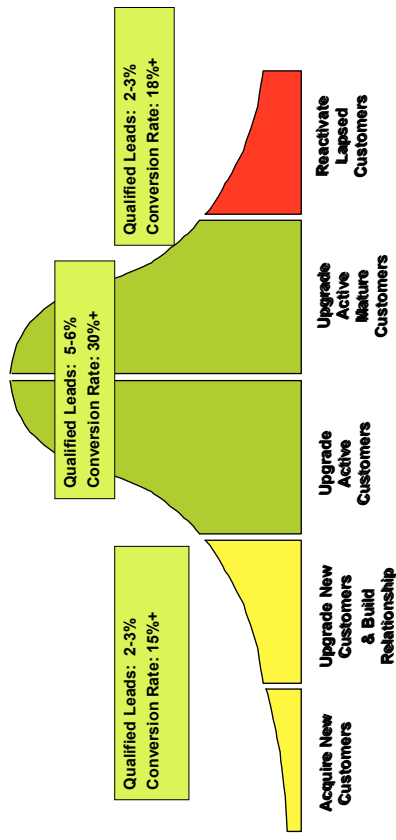 Qualified Leads: 2-3%
Conversion Rate: 15%+
Qualified Leads: 5-6%
Conversion Rate: 30%+
Qualified Leads: 2-3%
Conversion Rate: 18%+
Acquire New
Customers
Upgrade New
Customers
& Build
Relationship
Upgrade
Active
Customers
Upgrade
Active
Mature
Customers
Reactivate
Lapsed
Customers